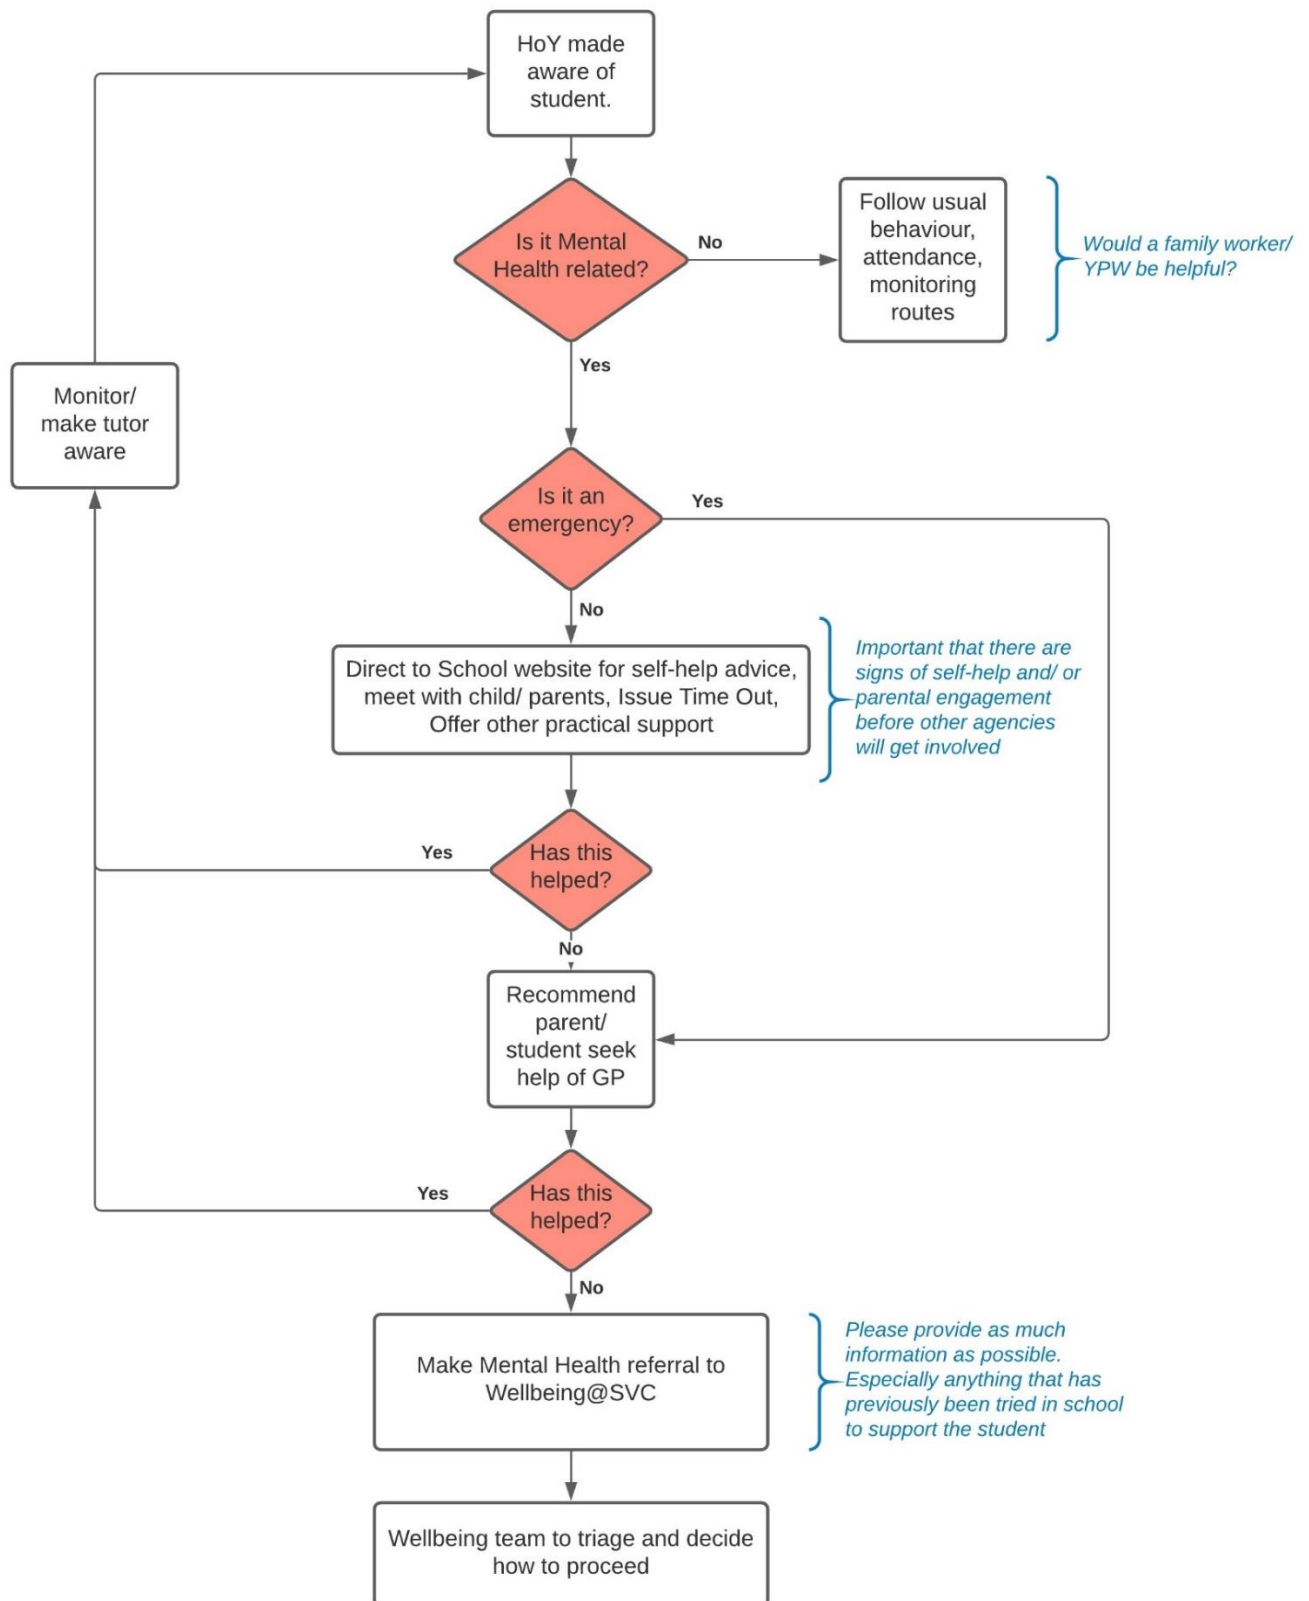 HoY made
aware of
student.
Is it Mental
Health related?
No
Follow usual
behaviour,
attendance,
monitoring
routes
Would a family worker/
YPW be helpful?
Yes
Monitor/
make tutor
aware
Is it an
emergency?
Yes
No
Direct to School website for self-help advice,
meet with child/ parents, Issue Time Out,
Offer other practical support
Important that there are
signs of self-help and/ or
parental engagement
before other agencies
will get involved
Has this
helped?
Yes
No
Recommend
parent/
student seek
help of GP
Has this
helped?
Yes
No
Make Mental Health referral to
Wellbeing@SVC
Please provide as much
information as possible.
Especially anything that has
previously been tried in school
to support the student
Wellbeing team to triage and decide
how to proceed